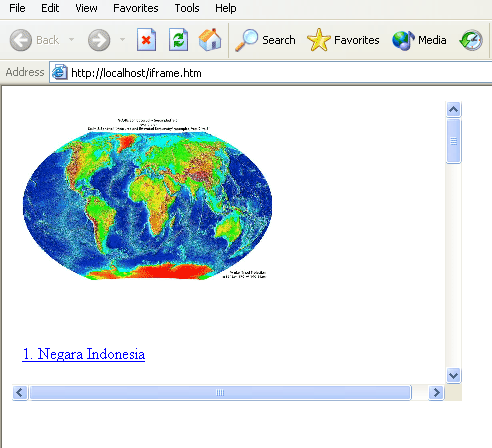 File Edit View Favorites Tools Help
Back Search Favorites Media
Address http://localhost/iframe.htm
1. Negara Indonesia